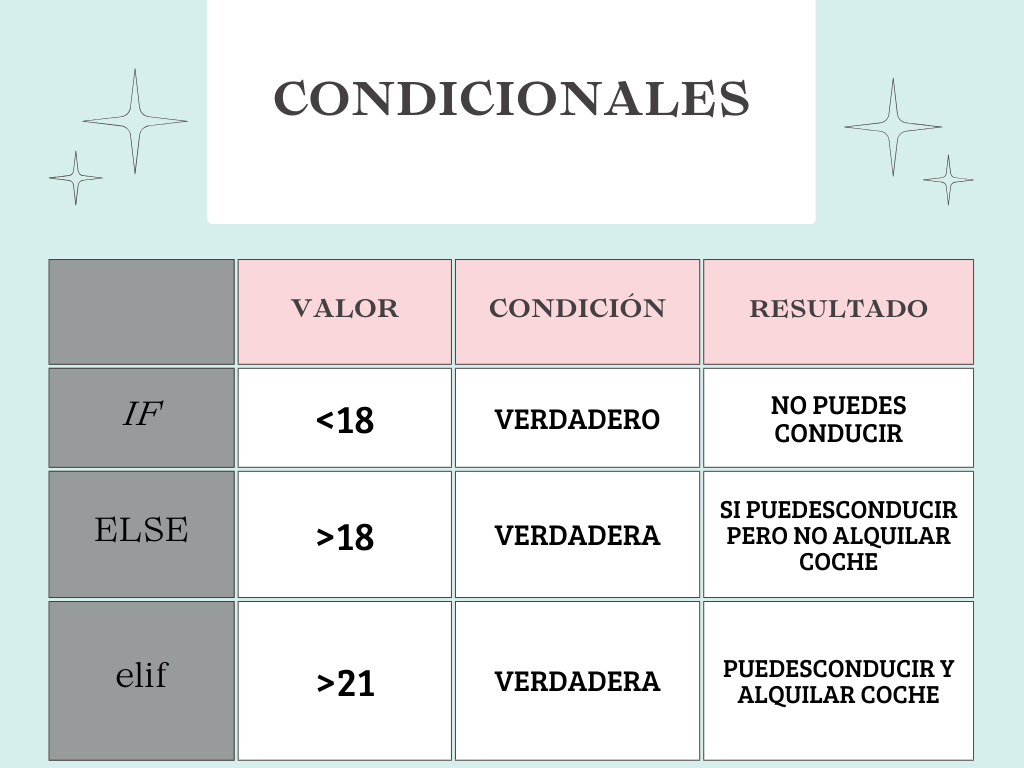 CONDICIONALES
VALOR
CONDICIÓN
RESULTADO
IF
<18
VERDADERO
NO PUEDES
CONDUCIR
ELSE
>18
VERDADERA
SI PUEDESCONDUCIR
PERO NO ALQUILAR
COCHE
elif
>21
VERDADERA
PUEDESCONDUCIR Y
ALQUILAR COCHE